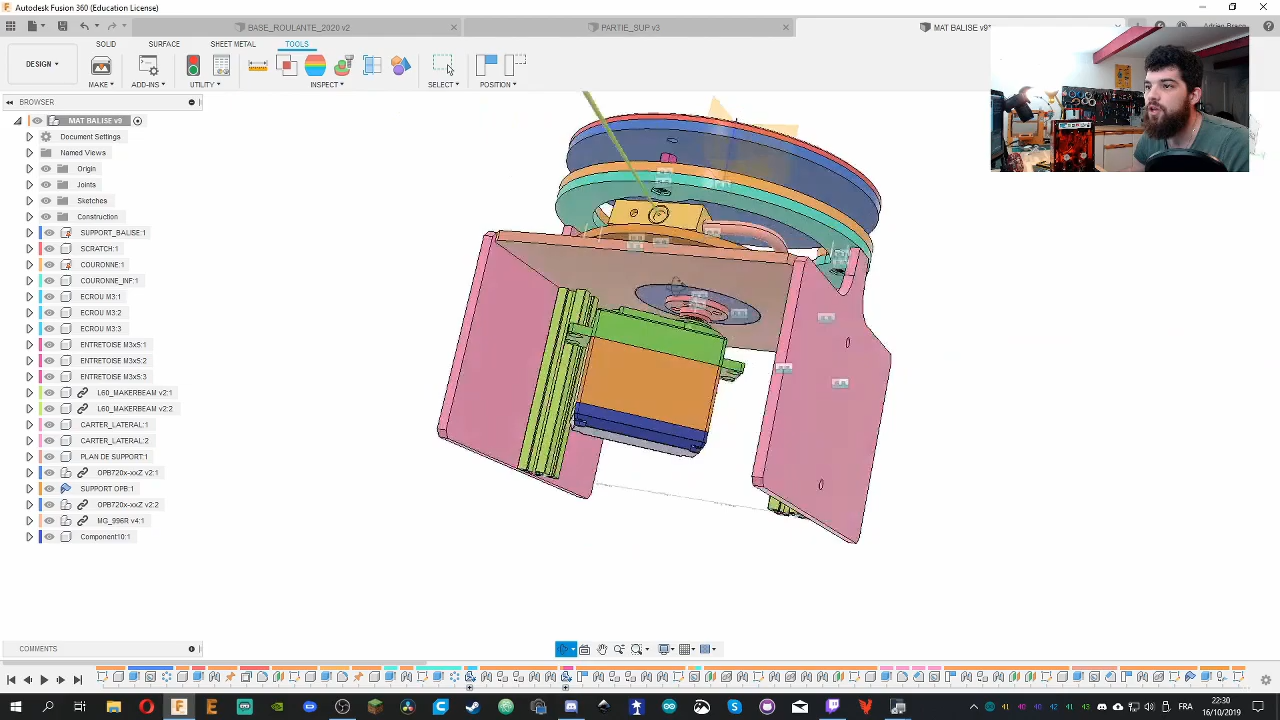 Autodesk Fusion 360 (Education License)
BASE_ROULANTE_2020 v2
PARTIE_SUP v3
MAT BALISE v9*
SOLID SURFACE SHEET METAL TOOLS
DESIGN
MAKE ADD-INS UTILITY INSPECT SELECT POSITION
BROWSER
MAT BALISE v9
Document Settings
Named Views
Origin
Joints
Sketches
Construction
SUPPORT_BALISE:1
SCRATCH:1
COURONNE:1
COURONNE_INF:1
ECROU M3:1
ECROU M3:2
ECROU M3:3
ENTRETOISE M3x5:1
ENTRETOISE M3x5:2
ENTRETOISE M3x5:3
L60_MAKERBEAM v2:1
L60_MAKERBEAM v2:2
CARTER_LATERAL:1
CARTER_LATERAL:2
PLAN DE SUPPORT:1
OPB720x-xxZ v2:1
SUPPORT OPB:1
OPB720x-xxZ v2:2
MG_996R v4:1
Component10:1
COMMENTS
41 40 42 41 43
FRA
22:30
16/10/2019